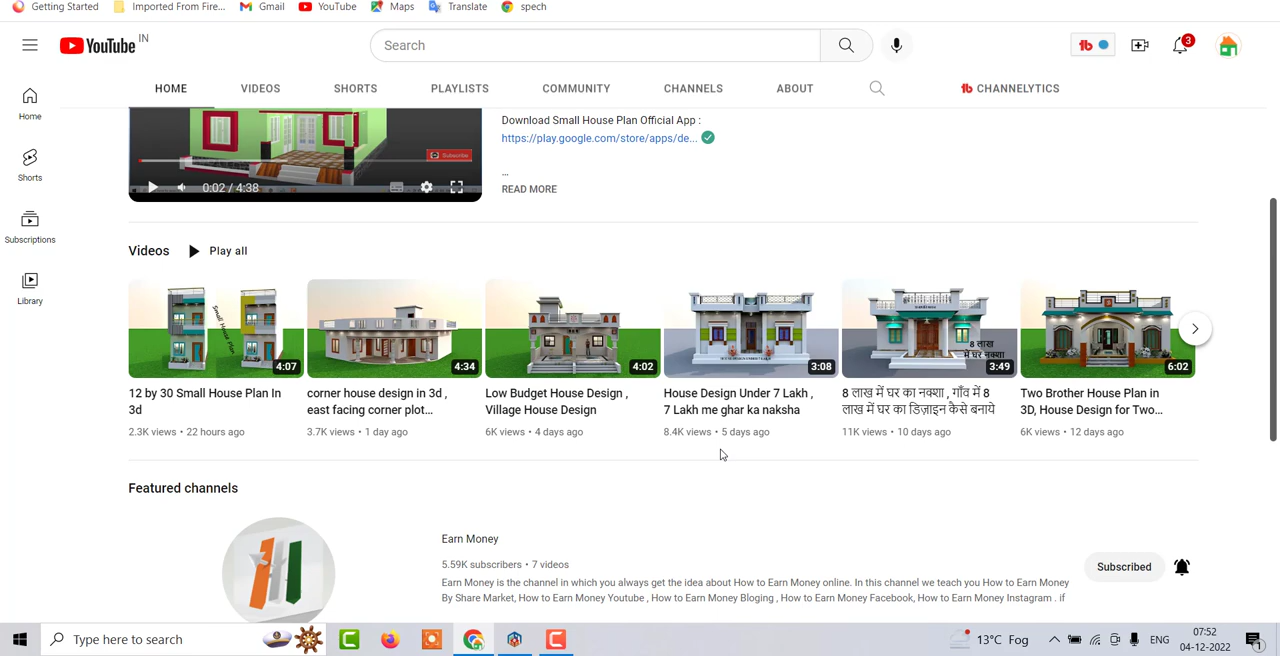 Getting Started Imported From Fire... Gmail YouTube Maps Translate spech
YouTube IN
Search
3
HOME VIDEOS SHORTS PLAYLISTS COMMUNITY CHANNELS ABOUT CHANNELYTICS
Home
Shorts
Subscriptions
Library
Download Small House Plan Official App :
https://play.google.com/store/apps/de...
...
READ MORE
Subscribe
0:02 / 4:38
Videos Play all
Small House Plan
8 लाख
में घर नक्शा
4:07 4:34 4:02 3:08 3:49 6:02
12 by 30 Small House Plan In
3d
2.3K views • 22 hours ago
corner house design in 3d ,
east facing corner plot...
3.7K views • 1 day ago
Low Budget House Design ,
Village House Design
6K views • 4 days ago
House Design Under 7 Lakh ,
7 Lakh me ghar ka naksha
8.4K views • 5 days ago
8 लाख में घर का नक्शा , गाँव में 8
लाख में घर का डिज़ाइन कैसे बनाये
11K views • 10 days ago
Two Brother House Plan in
3D, House Design for Two...
6K views • 12 days ago
Featured channels
Earn Money
5.59K subscribers • 7 videos
Earn Money is the channel in which you always get the idea about How to Earn Money online. In this channel we teach you How to Earn Money
By Share Market, How to Earn Money Youtube , How to Earn Money Bloging , How to Earn Money Facebook, How to Earn Money Instagram . if
Subscribed
Type here to search
13°C Fog
ENG
07:52
04-12-2022
1